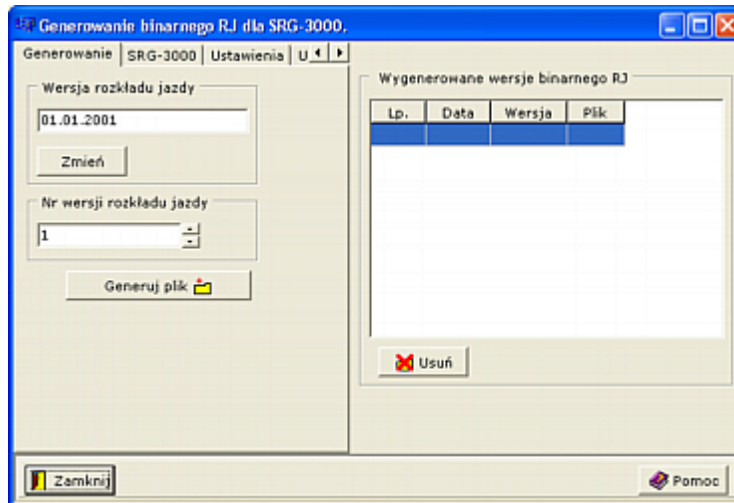 Generowanie binarnego RJ dla SRG-3000.
Generowanie SRG-3000 Ustawienia U
Wersja rozkładu jazdy
01.01.2001
Zmień
Nr wersji rozkładu jazdy
1
Generuj plik
Wygenerowane wersje binarnego RJ
Lp. Data Wersja Plik
Usuń
Zamknij
Pomoc